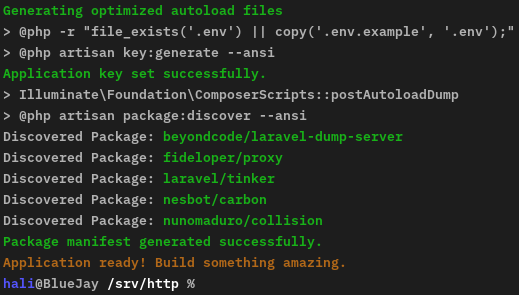 Generating optimized autoload files
> @php -r "file_exists('.env') || copy('.env.example', '.env');"
> @php artisan key:generate --ansi
Application key set successfully.
> Illuminate\Foundation\ComposerScripts::postAutoloadDump
> @php artisan package:discover --ansi
Discovered Package: beyondcode/laravel-dump-server
Discovered Package: fideloper/proxy
Discovered Package: laravel/tinker
Discovered Package: nesbot/carbon
Discovered Package: nunomaduro/collision
Package manifest generated successfully.
Application ready! Build something amazing.
hali@BlueJay /srv/http %